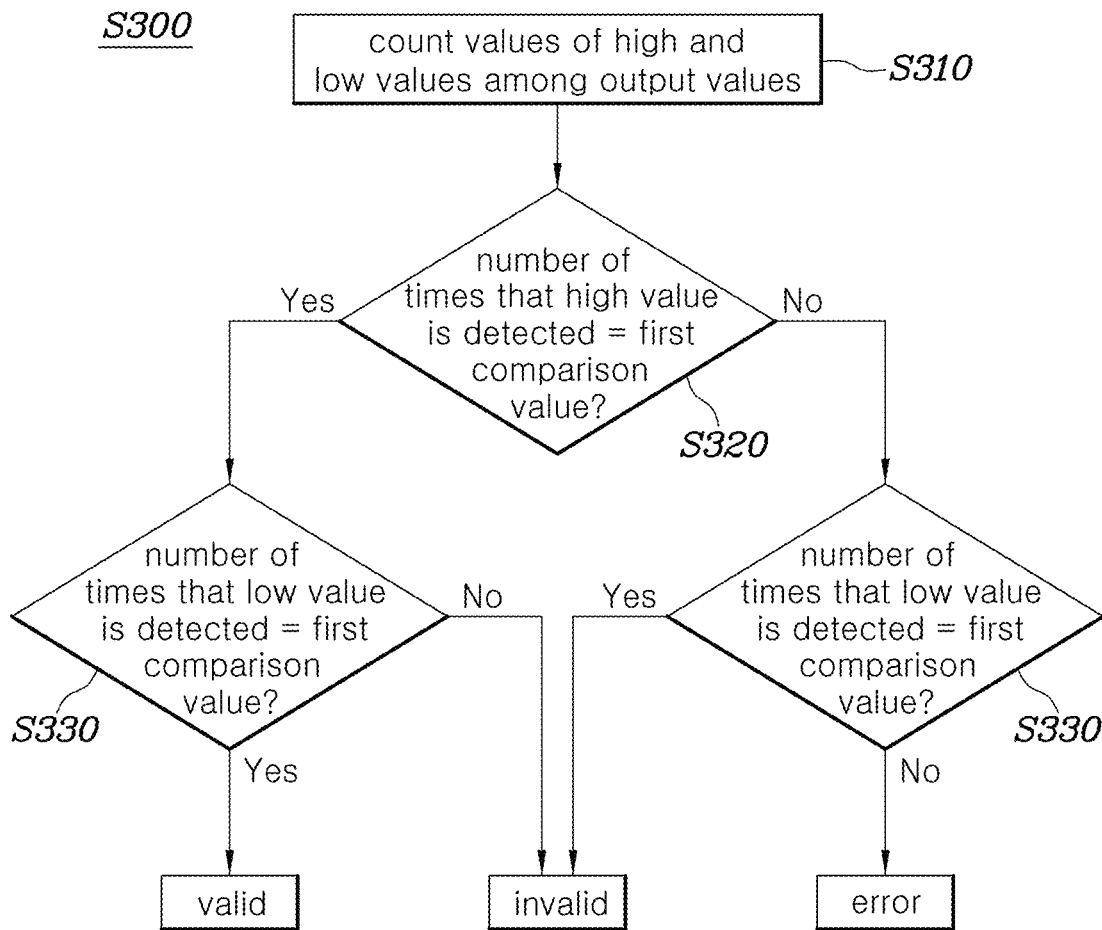 S300
count values of high and
low values among output values
S310
number of
times that high value
is detected = first
comparison
value?
Yes
No
S320
number of
times that low value
is detected = first
comparison
value?
No
S330
Yes
number of
times that low value
is detected = first
comparison
value?
Yes
S330
No
valid
invalid
error